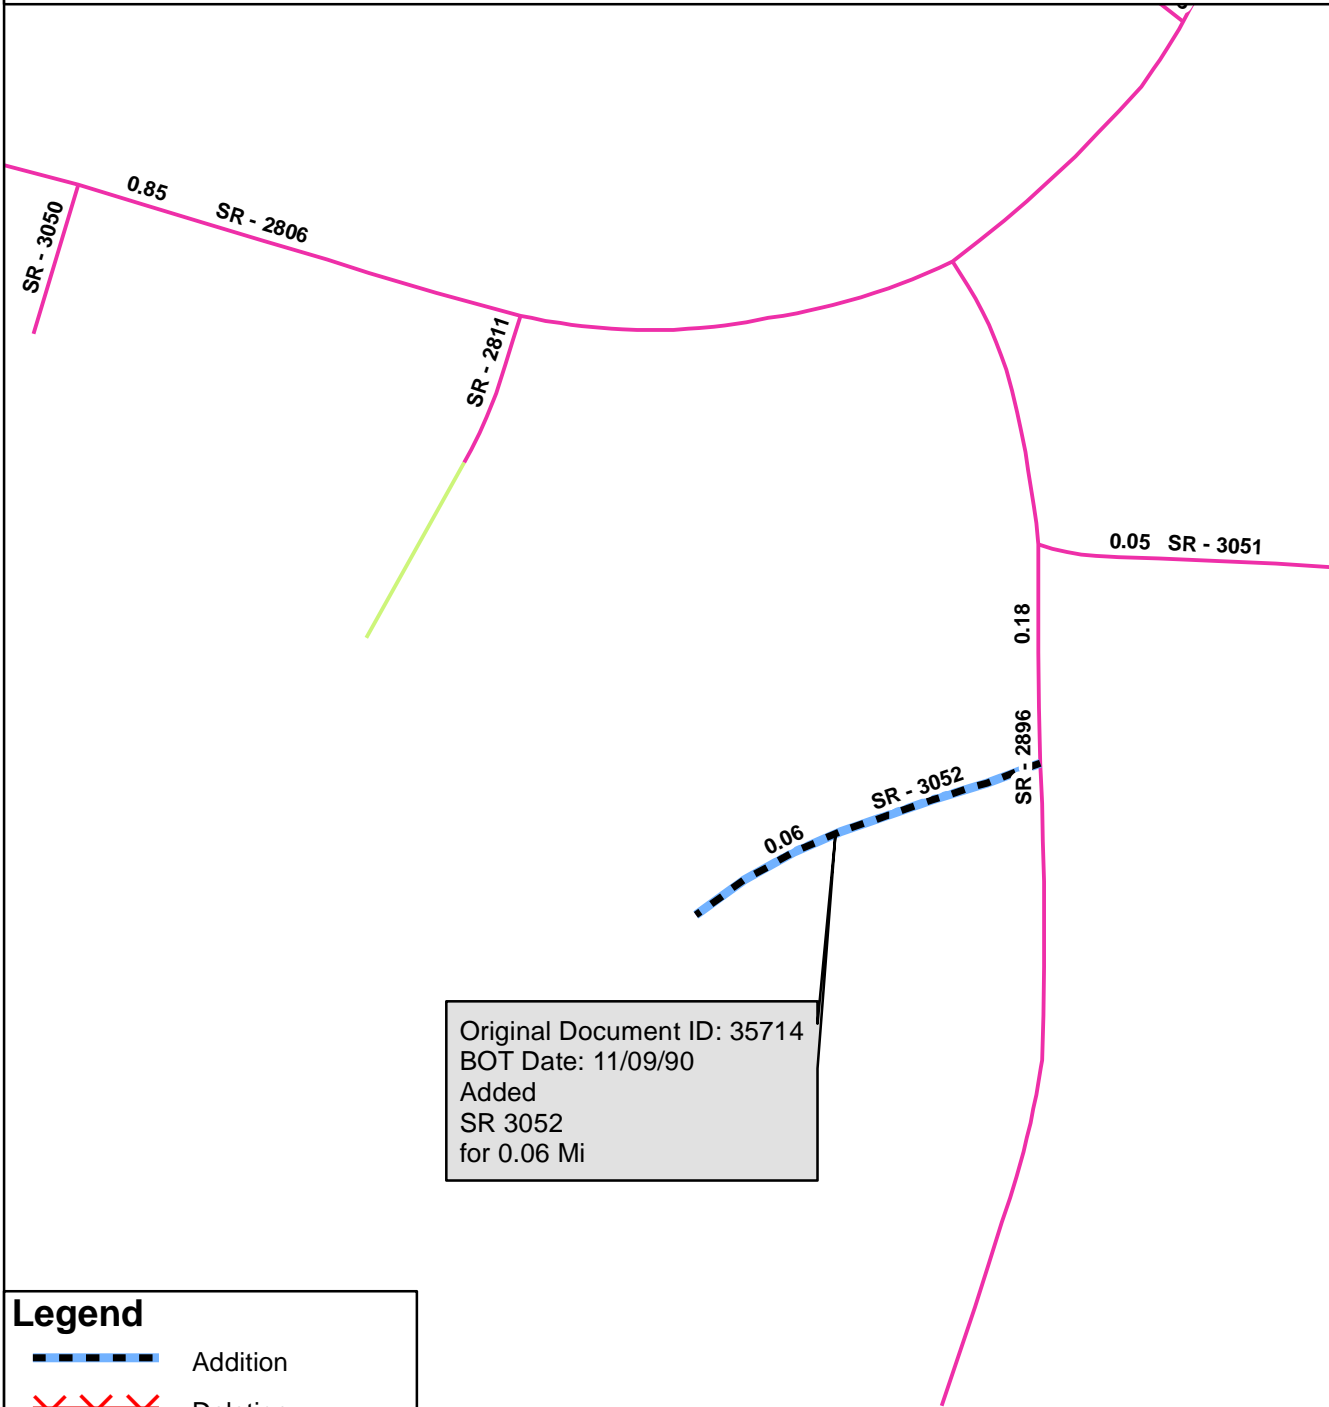 0.85
SR - 2806
SR - 3050
SR - 2811
0.05 SR - 3051
0.18
SR - 2896
SR - 3052
0.06
Original Document ID: 35714
BOT Date: 11/09/90
Added
SR 3052
for 0.06 Mi
Legend
Addition